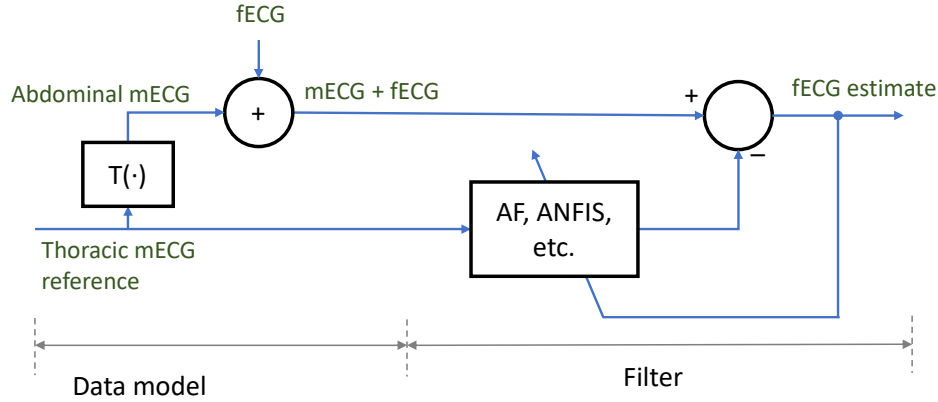 fECG
Abdominal mECG
mECG + fECG
+
fECG estimate
+
−
T(·)
AF, ANFIS,
etc.
Thoracic mECG
reference
Data model
Filter